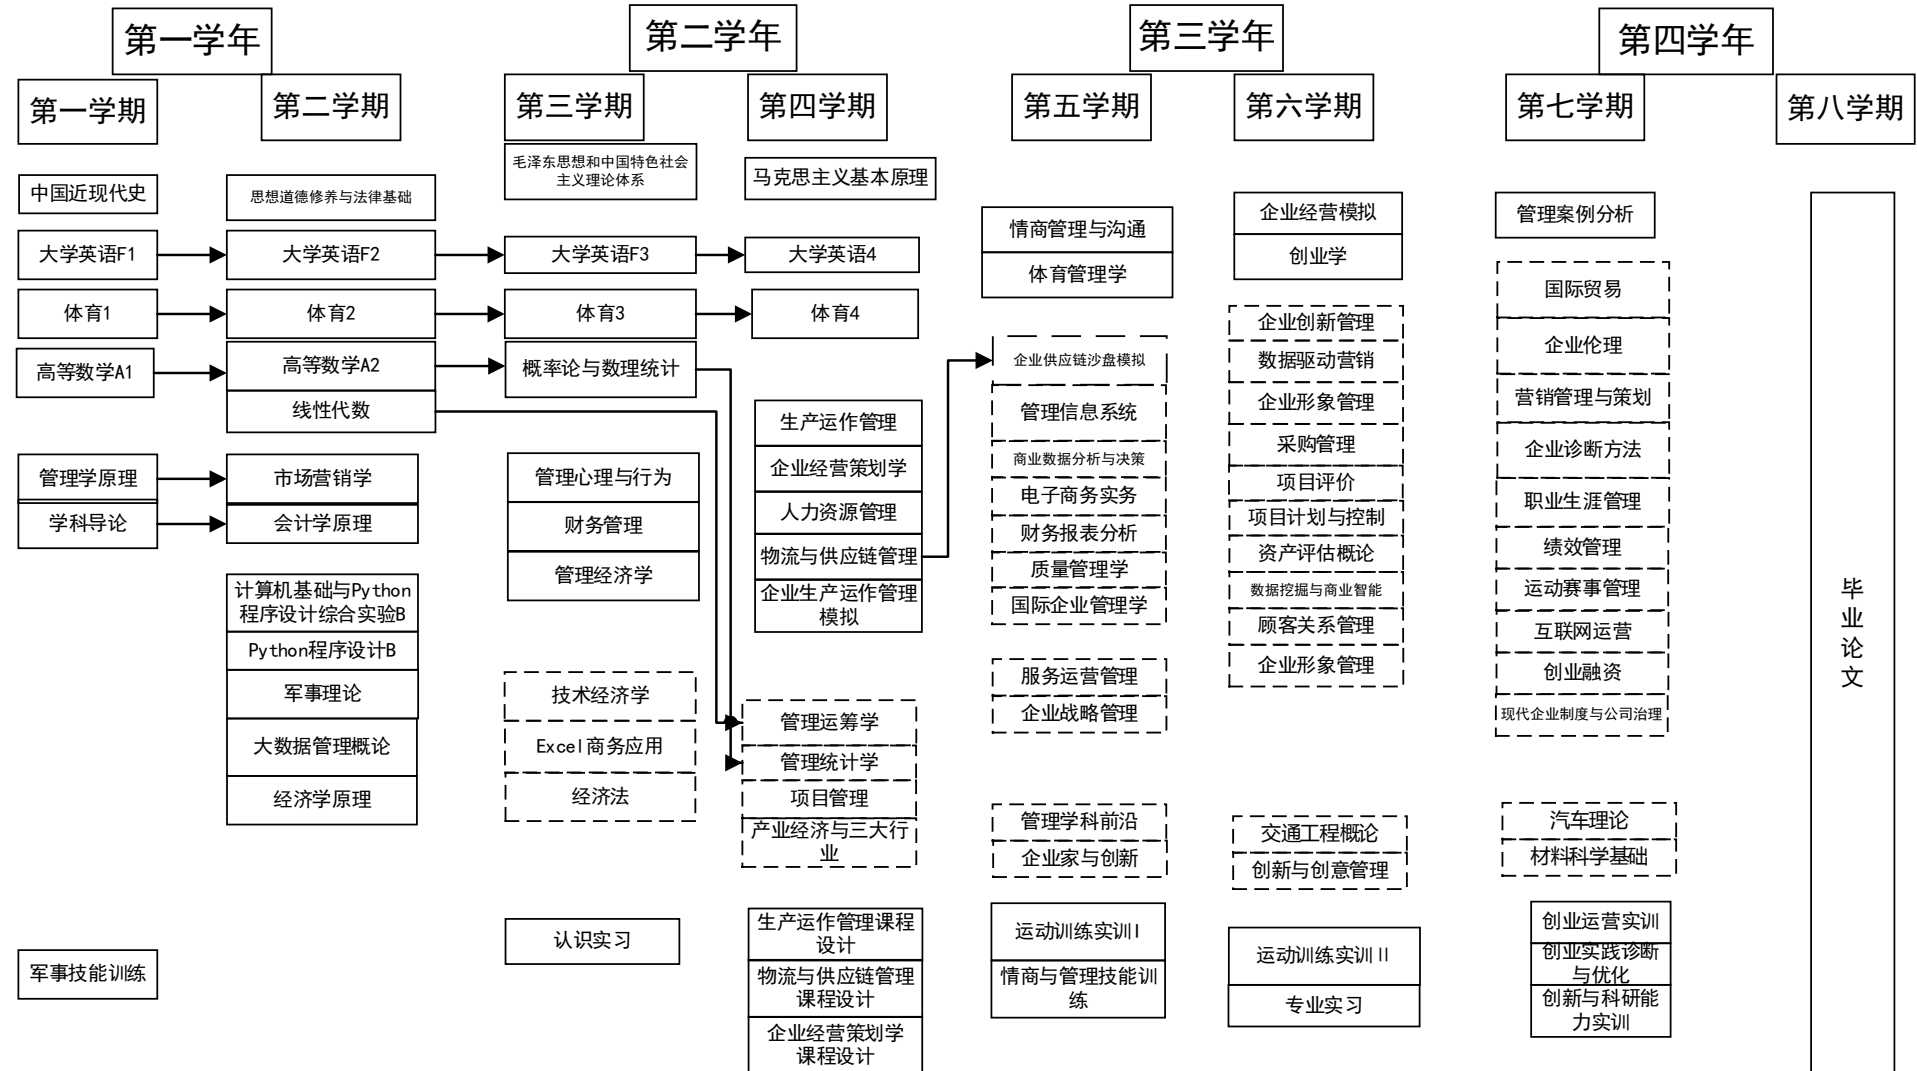 第一学年
第二学年
第三学年
第四学年
第一学期
第二学期
第三学期
第四学期
第五学期
第六学期
第七学期
第八学期
中国近现代史
大学英语F1
体育1
高等数学A1
管理学原理
学科导论
军事技能训练
思想道德修养与法律基础
大学英语F2
体育2
高等数学A2
线性代数
市场营销学
会计学原理
计算机基础与Python
程序设计综合实验B
Python程序设计B
军事理论
大数据管理概论
经济学原理
毛泽东思想和中国特色社会
主义理论体系
大学英语F3
体育3
概率论与数理统计
管理心理与行为
财务管理
管理经济学
技术经济学
Excel商务应用
经济法
认识实习
马克思主义基本原理
大学英语4
体育4
生产运作管理
企业经营策划学
人力资源管理
物流与供应链管理
企业生产运作管理
模拟
管理运筹学
管理统计学
项目管理
产业经济与三大行
业
生产运作管理课程
设计
物流与供应链管理
课程设计
企业经营策划学
课程设计
情商管理与沟通
体育管理学
企业供应链沙盘模拟
管理信息系统
商业数据分析与决策
电子商务实务
财务报表分析
质量管理学
国际企业管理学
服务运营管理
企业战略管理
管理学科前沿
企业家与创新
运动训练实训I
情商与管理技能训
练
企业经营模拟
创业学
企业创新管理
数据驱动营销
企业形象管理
采购管理
项目评价
项目计划与控制
资产评估概论
数据挖掘与商业智能
顾客关系管理
企业形象管理
交通工程概论
创新与创意管理
运动训练实训II
专业实习
管理案例分析
国际贸易
企业伦理
营销管理与策划
企业诊断方法
职业生涯管理
绩效管理
运动赛事管理
互联网运营
创业融资
现代企业制度与公司治理
汽车理论
材料科学基础
创业运营实训
创业实践诊断
与优化
创新与科研能
力实训
毕
业
论
文